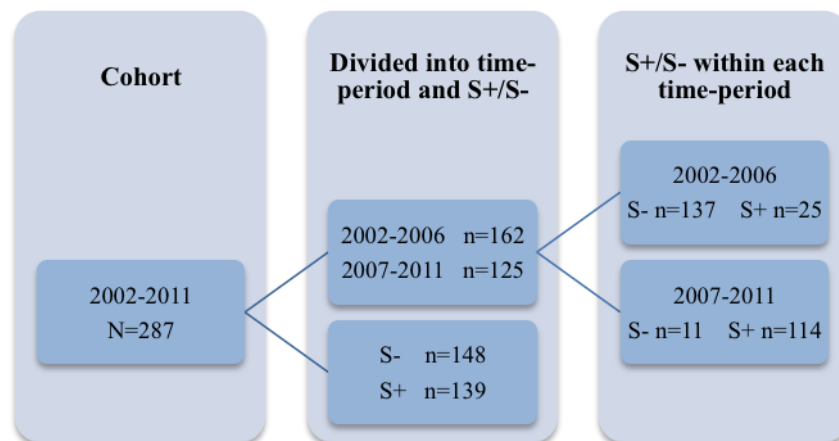 Cohort
2002-2011
N=287
Divided into time-
period and S+/S-
2002-2006 n=162
2007-2011 n=125
S- n=148
S+ n=139
S+/S- within each
time-period
2002-2006
S- n=137 S+ n=25
2007-2011
S- n=11 S+ n=114